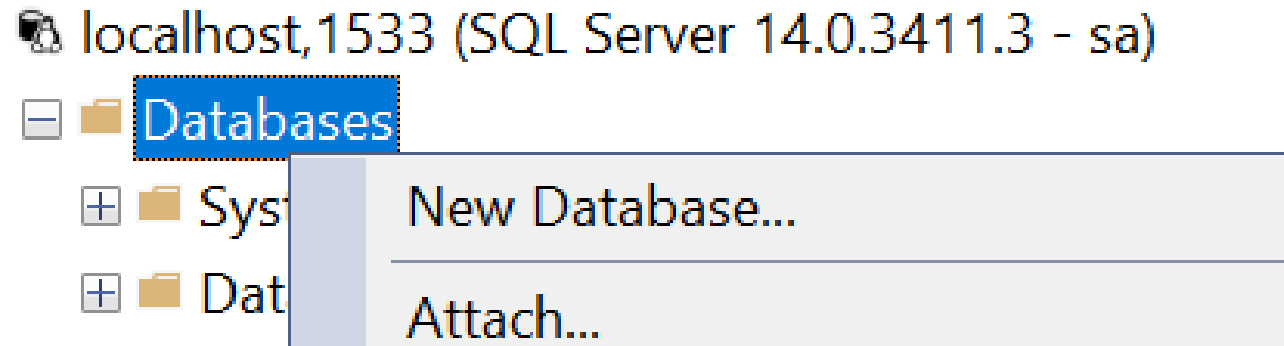 localhost,1533 (SQL Server 14.0.3411.3 - sa)
Databases
New Database...
Attach...